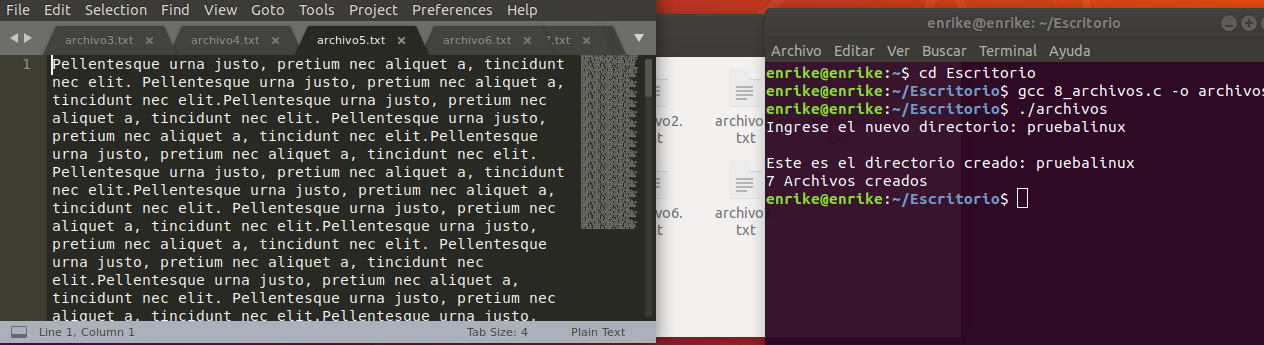 File Edit Selection Find View Goto Tools Project Preferences Help
archivo3.txt
archivo4.txt
archivo5.txt
archivo6.txt
7.txt
1
Pellentesque urna justo, pretium nec aliquet a, tincidunt
nec elit. Pellentesque urna justo, pretium nec aliquet a,
tincidunt nec elit.Pellentesque urna justo, pretium nec
aliquet a, tincidunt nec elit. Pellentesque urna justo,
pretium nec aliquet a, tincidunt nec elit.Pellentesque
urna justo, pretium nec aliquet a, tincidunt nec elit.
Pellentesque urna justo, pretium nec aliquet a, tincidunt
nec elit.Pellentesque urna justo, pretium nec aliquet a,
tincidunt nec elit. Pellentesque urna justo, pretium nec
aliquet a, tincidunt nec elit.Pellentesque urna justo,
pretium nec aliquet a, tincidunt nec elit. Pellentesque
urna justo, pretium nec aliquet a, tincidunt nec
elit.Pellentesque urna justo, pretium nec aliquet a,
tincidunt nec elit. Pellentesque urna justo, pretium nec
aliquet a, tincidunt nec elit.Pellentesque urna justo,
Line 1, Column 1
Tab Size: 4
Plain Text
vo2.
t
archivo
txt
vo6.
t
archivo
txt
enrike@enrike: ~/Escritorio
Archivo Editar Ver Buscar Terminal Ayuda
enrike@enrike:~$ cd Escritorio
enrike@enrike:~/Escritorio$ gcc 8_archivos.c -o archivos
enrike@enrike:~/Escritorio$ ./archivos
Ingrese el nuevo directorio: pruebalinux
Este es el directorio creado: pruebalinux
7 Archivos creados
enrike@enrike:~/Escritorio$